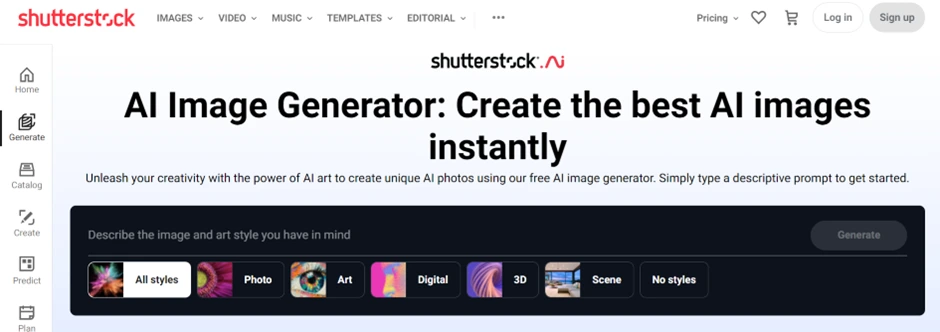 shutterstock IMAGES VIDEO MUSIC TEMPLATES EDITORIAL ••• Pricing Log in Sign up
shutterstock.AI
Home
AI Image Generator: Create the best AI images
instantly
Generate
Unleash your creativity with the power of AI art to create unique AI photos using our free AI image generator. Simply type a descriptive prompt to get started.
Catalog
Describe the image and art style you have in mind Generate
Create
All styles Photo Art Digital 3D Scene No styles
Predict
Plan